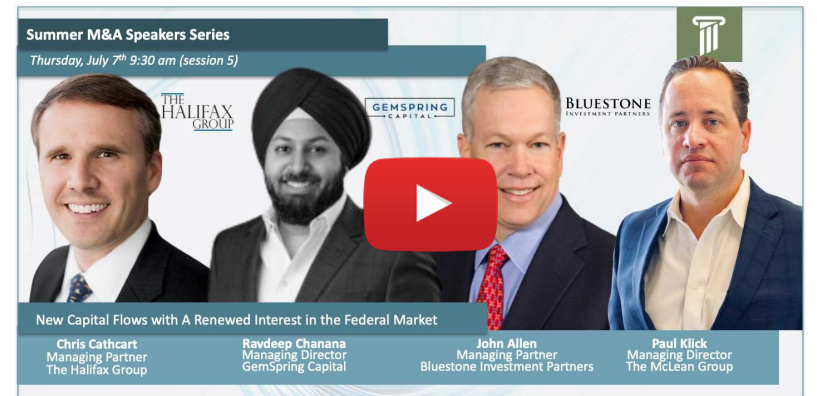 Summer M&A Speakers Series
Thursday, July 7th 9:30 am (session 5)
THE
HALIFAX
GROUP
GEMSPRING
CAPITAL
BLUESTONE
INVESTMENT PARTNERS
New Capital Flows with A Renewed Interest in the Federal Market
Chris Cathcart
Managing Partner
The Halifax Group
Ravdeep Chanana
Managing Director
GemSpring Capital
John Allen
Managing Partner
Bluestone Investment Partners
Paul Klick
Managing Director
The McLean Group